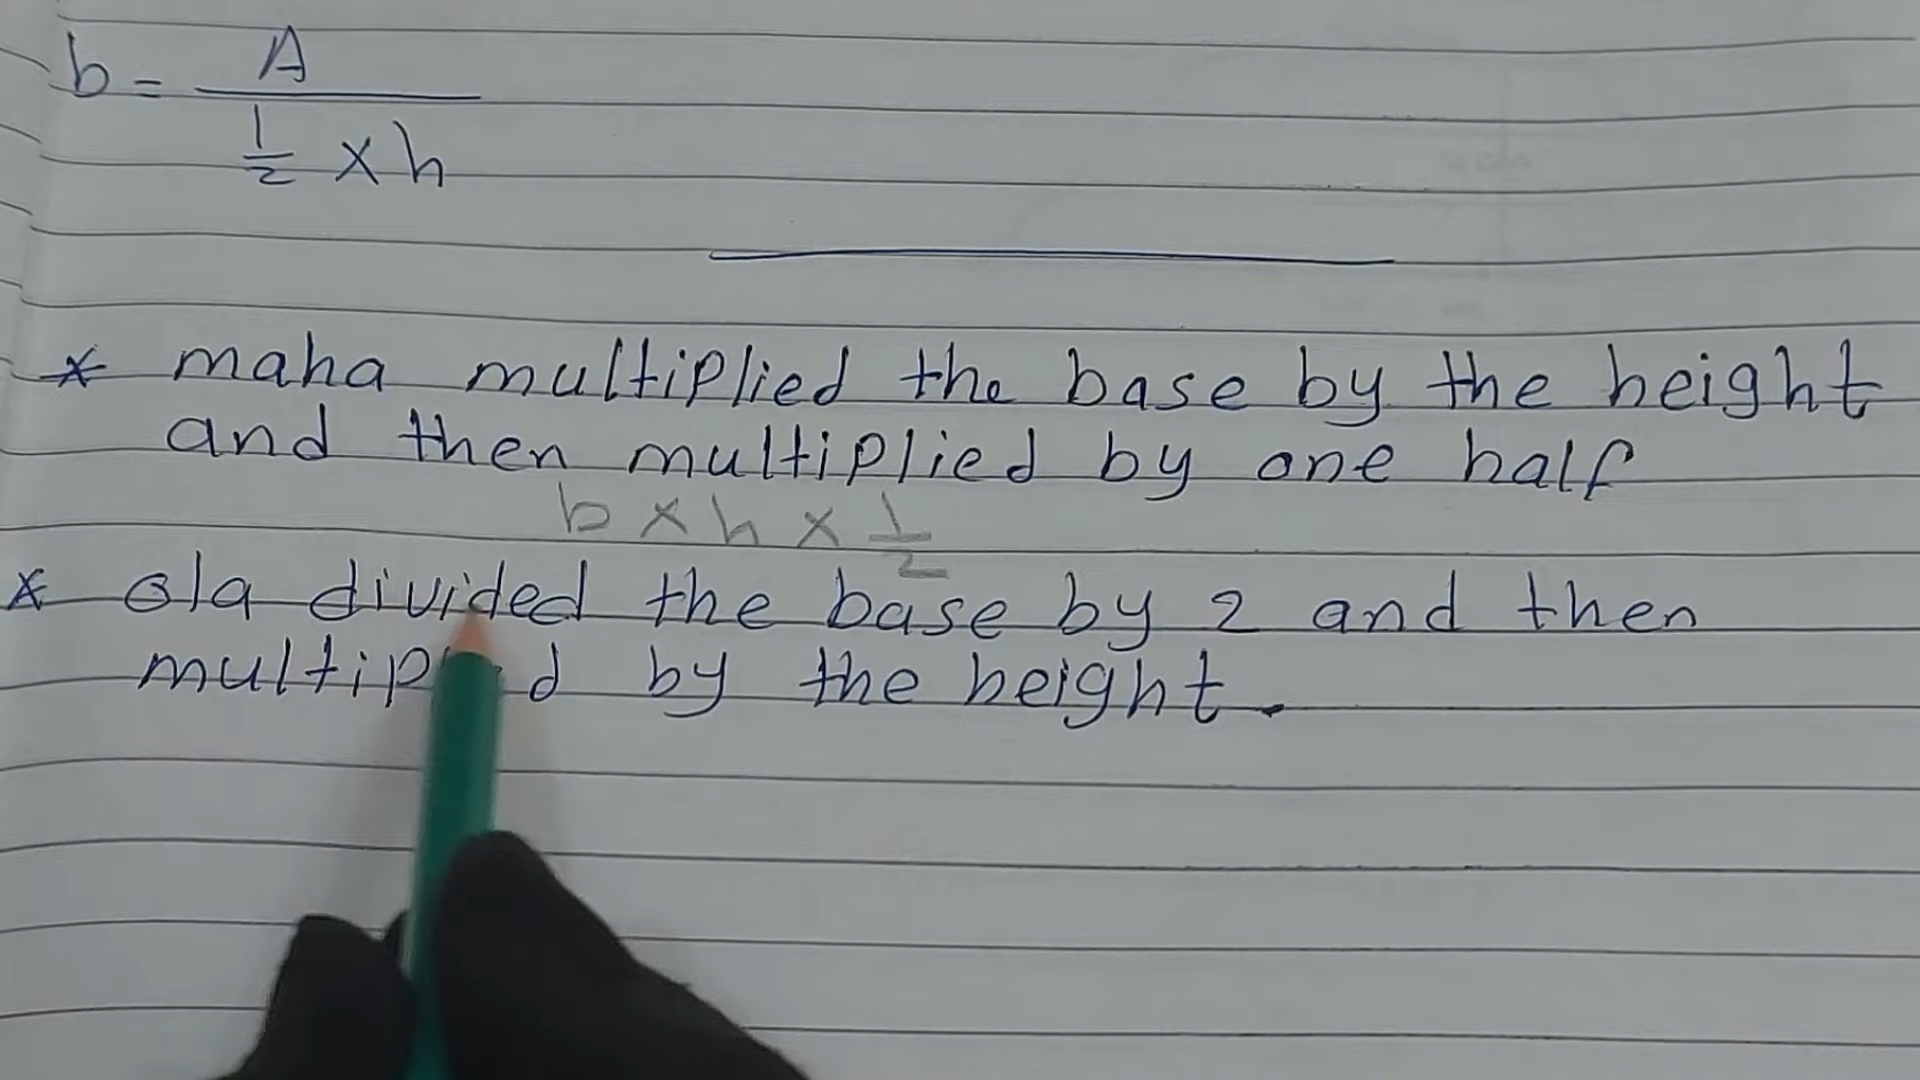 b = A / 1/2 × h
* maha multiplied the base by the height
and then multiplied by one half
b × h × 1/2
* ola divided the base by 2 and then
by the height.